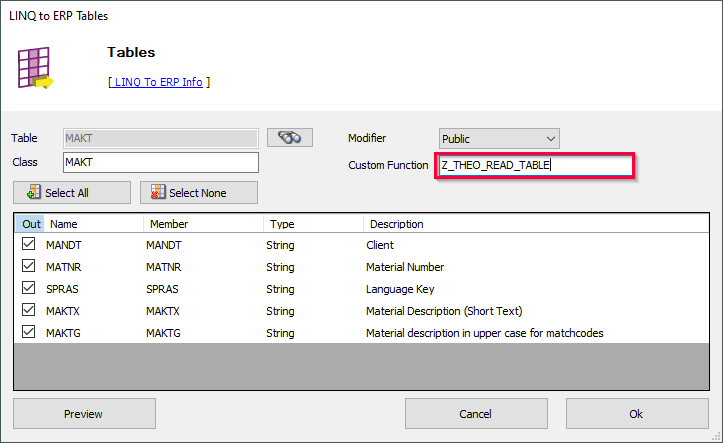 LINQ to ERP Tables
Tables
[ LINQ To ERP Info ]
Table MAKT Modifier Public
Class MAKT Custom Function Z_THEO_READ_TABLE
Select All Select None
Out Name Member Type Description
MANDT MANDT String Client
MATNR MATNR String Material Number
SPRAS SPRAS String Language Key
MAKTX MAKTX String Material Description (Short Text)
MAKTG MAKTG String Material description in upper case for matchcodes
Preview Cancel Ok